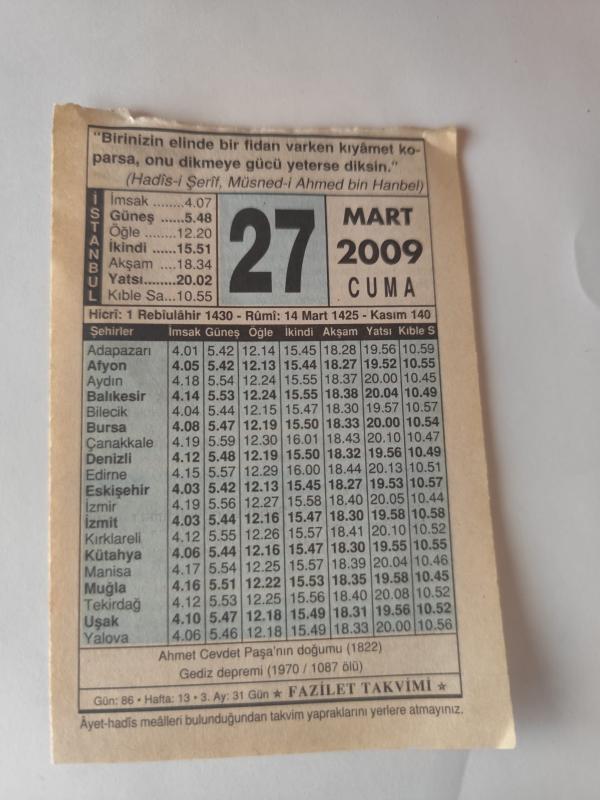 "Birinizin elinde bir fidan varken kıyâmet ko-
parsa, onu dikmeye gücü yeterse diksin."
(Hadîs-i Şerîf, Müsned-i Ahmed bin Hanbel)
İSTANBUL
İmsak ........4.07
Güneş ......5.48
Öğle ........12.20
İkindi ......15.51
Akşam ....18.34
Yatsı........20.02
Kıble Sa...10.55
27
MART
2009
CUMA
Hicrî: 1 Rebîulâhir 1430 - Rûmî: 14 Mart 1425 - Kasım 140
Şehirler İmsak Güneş Öğle İkindi Akşam Yatsı Kıble S
Adapazarı 4.01 5.42 12.14 15.45 18.28 19.56 10.59
Afyon 4.05 5.42 12.13 15.44 18.27 19.52 10.55
Aydın 4.18 5.54 12.24 15.55 18.37 20.00 10.45
Balıkesir 4.14 5.53 12.24 15.55 18.38 20.04 10.49
Bilecik 4.04 5.44 12.15 15.47 18.30 19.57 10.57
Bursa 4.08 5.47 12.19 15.50 18.33 20.00 10.54
Çanakkale 4.19 5.59 12.30 16.01 18.43 20.10 10.47
Denizli 4.12 5.48 12.19 15.50 18.32 19.56 10.49
Edirne 4.15 5.57 12.29 16.00 18.44 20.13 10.51
Eskişehir 4.03 5.42 12.13 15.45 18.27 19.53 10.57
İzmir 4.19 5.56 12.27 15.58 18.40 20.05 10.44
İzmit 4.03 5.44 12.16 15.47 18.30 19.58 10.58
Kırklareli 4.12 5.55 12.26 15.57 18.41 20.10 10.52
Kütahya 4.06 5.44 12.16 15.47 18.30 19.55 10.55
Manisa 4.17 5.54 12.25 15.57 18.39 20.04 10.46
Muğla 4.16 5.51 12.22 15.53 18.35 19.58 10.45
Tekirdağ 4.12 5.53 12.25 15.56 18.40 20.08 10.52
Uşak 4.10 5.47 12.18 15.49 18.31 19.56 10.52
Yalova 4.06 5.46 12.18 15.49 18.33 20.00 10.56
Ahmet Cevdet Paşa'nın doğumu (1822)
Gediz depremi (1970 / 1087 ölü)
Gün: 86 • Hafta: 13 • 3. Ay: 31 Gün ★ FAZİLET TAKVİMİ ★
Âyet-hadîs meâlleri bulunduğundan takvim yapraklarını yerlere atmayınız.